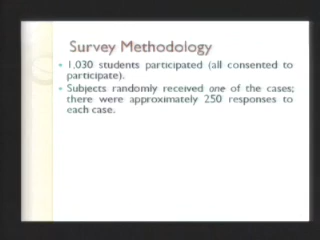 Survey Methodology
1,030 students participated (all consented to
participate).
Subjects randomly received one of the cases;
there were approximately 250 responses to
each case.